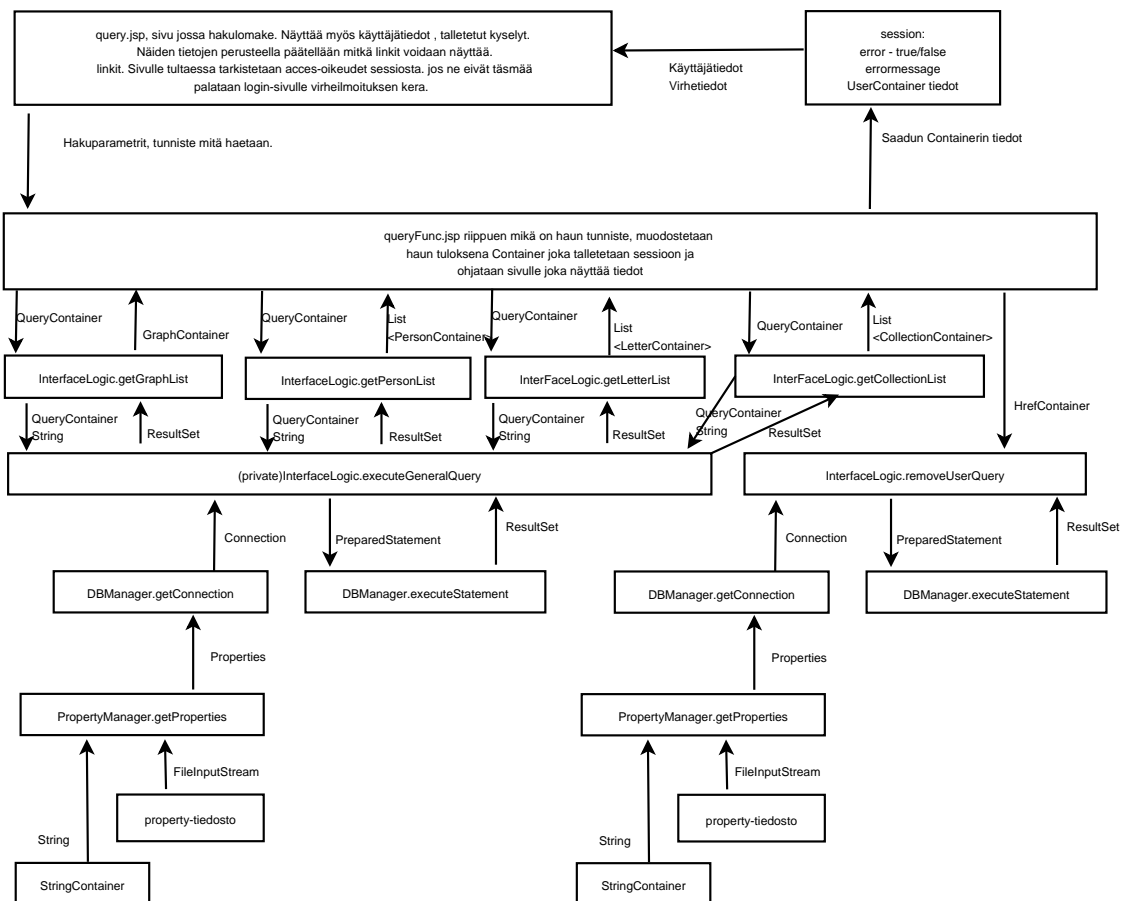 query.jsp, sivu jossa hakulomake. Näyttää myös käyttäjätiedot , talletetut kyselyt.
Näiden tietojen perusteella päätellään mitkä linkit voidaan näyttää.
linkit. Sivulle tultaessa tarkistetaan acces-oikeudet sessiosta. jos ne eivät täsmää
palataan login-sivulle virheilmoituksen kera.
session:
error - true/false
errormessage
UserContainer tiedot
Käyttäjätiedot
Virhetiedot
Hakuparametrit, tunniste mitä haetaan.
Saadun Containerin tiedot
queryFunc.jsp riippuen mikä on haun tunniste, muodostetaan
haun tuloksena Container joka talletetaan sessioon ja
ohjataan sivulle joka näyttää tiedot
QueryContainer
GraphContainer
QueryContainer
List
<PersonContainer>
QueryContainer
List
<LetterContainer>
QueryContainer
List
<CollectionContainer>
HrefContainer
InterfaceLogic.getGraphList
InterfaceLogic.getPersonList
InterFaceLogic.getLetterList
InterFaceLogic.getCollectionList
QueryContainer
String
ResultSet
QueryContainer
String
ResultSet
QueryContainer
String
ResultSet
QueryContainer
String
ResultSet
(private)InterfaceLogic.executeGeneralQuery
InterfaceLogic.removeUserQuery
Connection
PreparedStatement
ResultSet
Connection
PreparedStatement
ResultSet
DBManager.getConnection
DBManager.executeStatement
DBManager.getConnection
DBManager.executeStatement
Properties
Properties
PropertyManager.getProperties
PropertyManager.getProperties
FileInputStream
FileInputStream
property-tiedosto
property-tiedosto
String
String
StringContainer
StringContainer